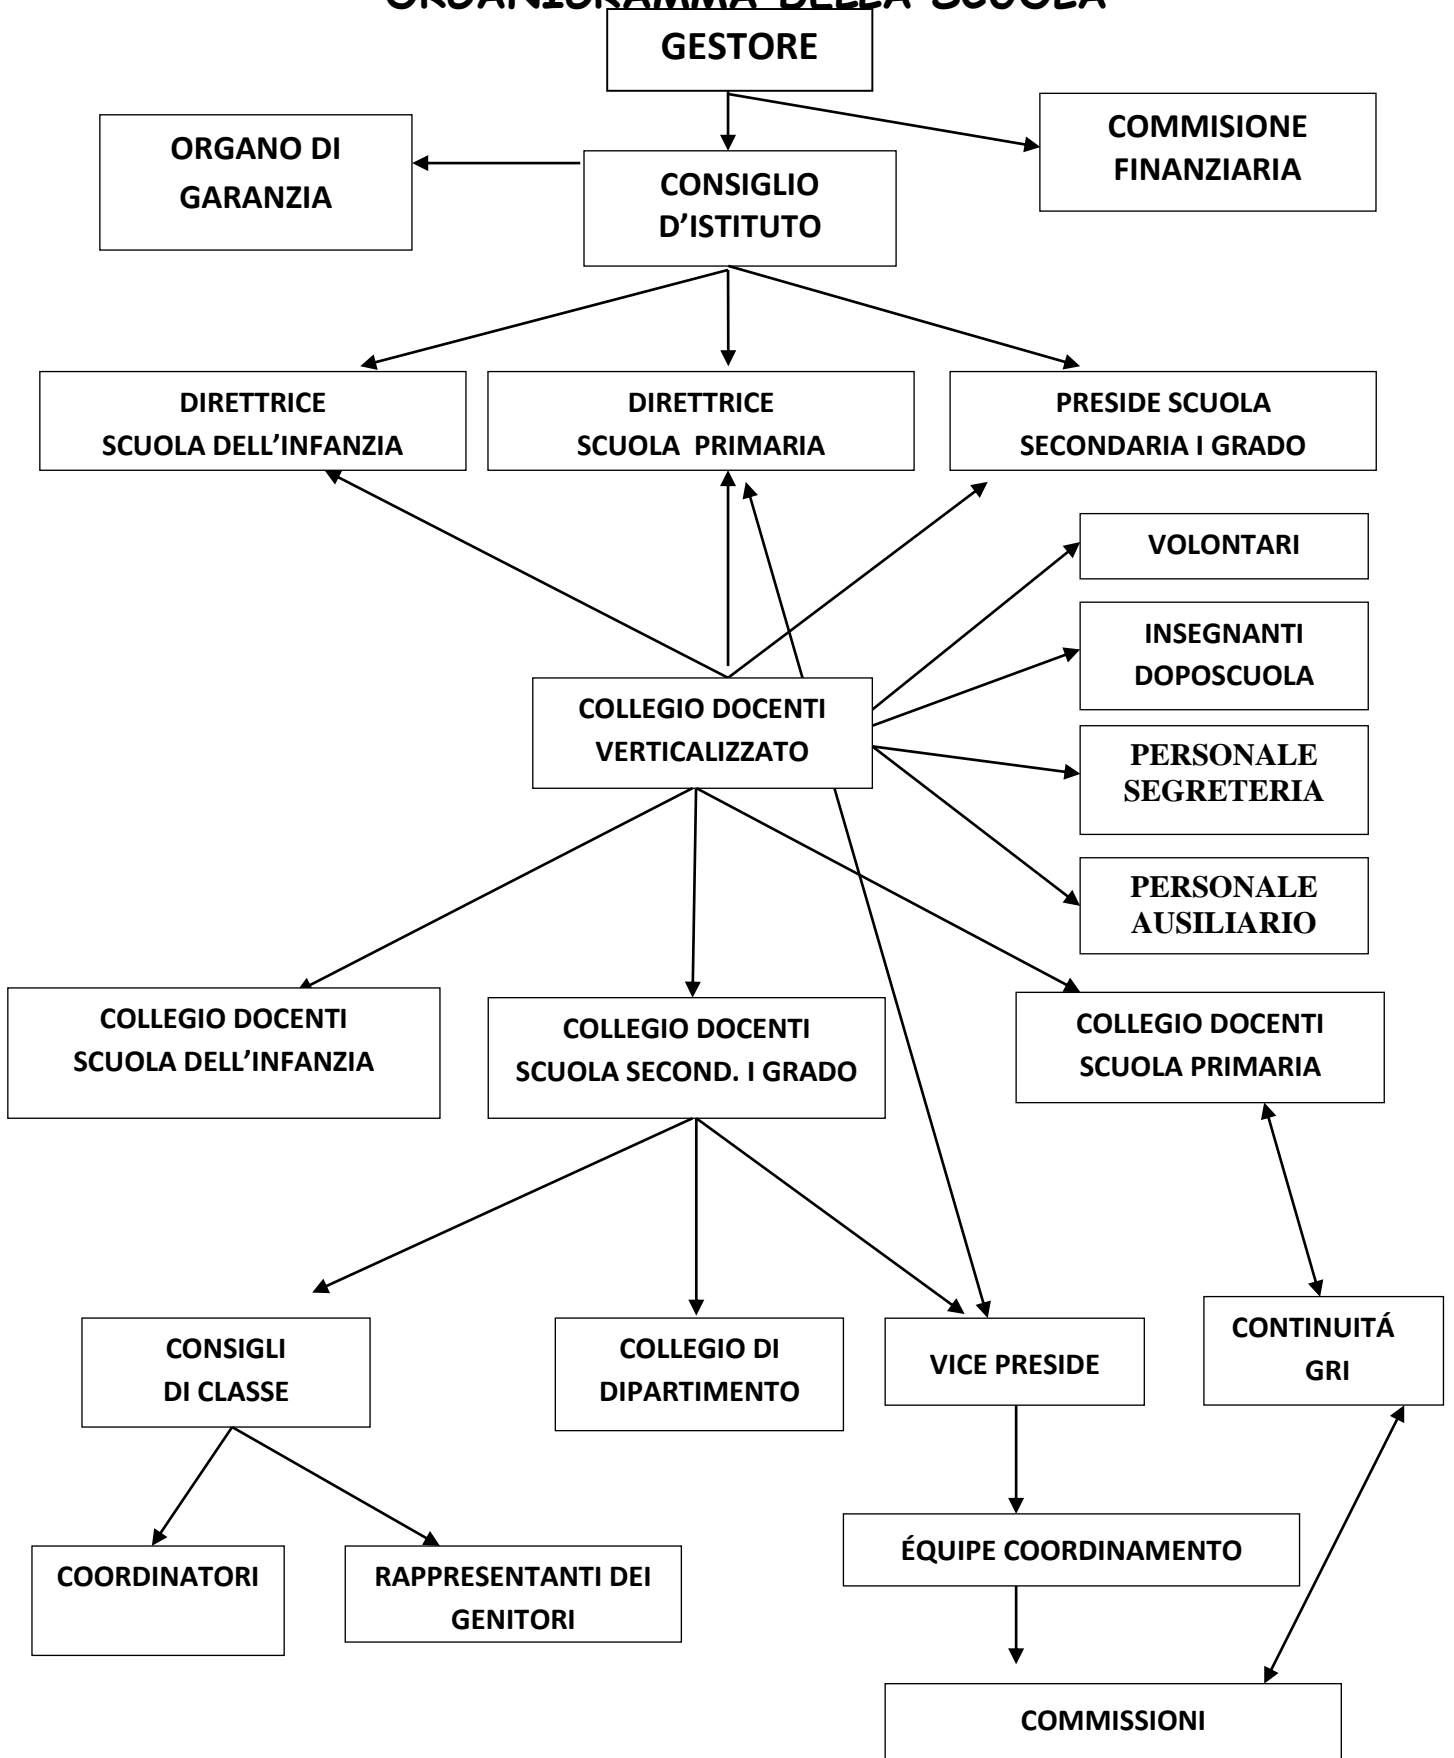 ORGANIGRAMMA DELLA SCUOLA
GESTORE
COMMISIONE
FINANZIARIA
ORGANO DI
GARANZIA
CONSIGLIO
D’ISTITUTO
DIRETTRICE
SCUOLA DELL’INFANZIA
DIRETTRICE
SCUOLA PRIMARIA
PRESIDE SCUOLA
SECONDARIA I GRADO
VOLONTARI
INSEGNANTI
DOPOSCUOLA
COLLEGIO DOCENTI
VERTICALIZZATO
PERSONALE
SEGRETERIA
PERSONALE
AUSILIARIO
COLLEGIO DOCENTI
SCUOLA DELL’INFANZIA
COLLEGIO DOCENTI
SCUOLA SECOND. I GRADO
COLLEGIO DOCENTI
SCUOLA PRIMARIA
CONSIGLI
DI CLASSE
COLLEGIO DI
DIPARTIMENTO
VICE PRESIDE
CONTINUITÁ
GRI
ÉQUIPE COORDINAMENTO
COORDINATORI
RAPPRESENTANTI DEI
GENITORI
COMMISSIONI